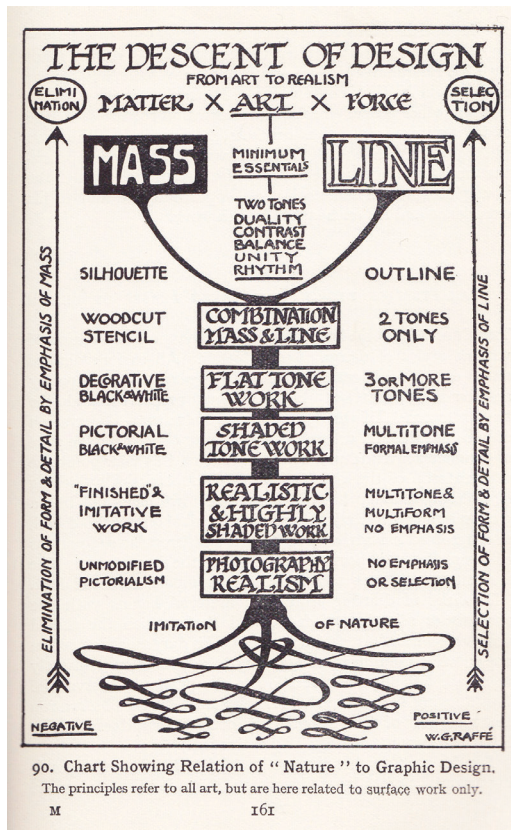 THE DESCENT OF DESIGN
FROM ART TO REALISM
ELIMI
NATION
MATTER X ART X FORCE
SELEC
TION
MASS
MINIMUM
ESSENTIALS
LINE
TWO TONES
DUALITY
CONTRAST
BALANCE
UNITY
RHYTHM
SILHOUETTE
OUTLINE
WOODCUT
STENCIL
COMBINATION
MASS & LINE
2 TONES
ONLY
DECORATIVE
BLACK & WHITE
FLAT TONE
WORK
3 OR MORE
TONES
PICTORIAL
BLACK & WHITE
SHADED
TONE WORK
MULTITONE
FORMAL EMPHASIS
"FINISHED" &
IMITATIVE
WORK
REALISTIC
& HIGHLY
SHADED WORK
MULTITONE &
MULTIFORM
NO EMPHASIS
UNMODIFIED
PICTORIALISM
PHOTOGRAPHY
REALISM
NO EMPHASIS
OR SELECTION
ELIMINATION OF FORM & DETAIL BY EMPHASIS OF MASS
SELECTION OF FORM & DETAIL BY EMPHASIS OF LINE
IMITATION OF NATURE
NEGATIVE
POSITIVE
W.G. RAFFÉ
90. Chart Showing Relation of "Nature" to Graphic Design.
The principles refer to all art, but are here related to surface work only.
M 161